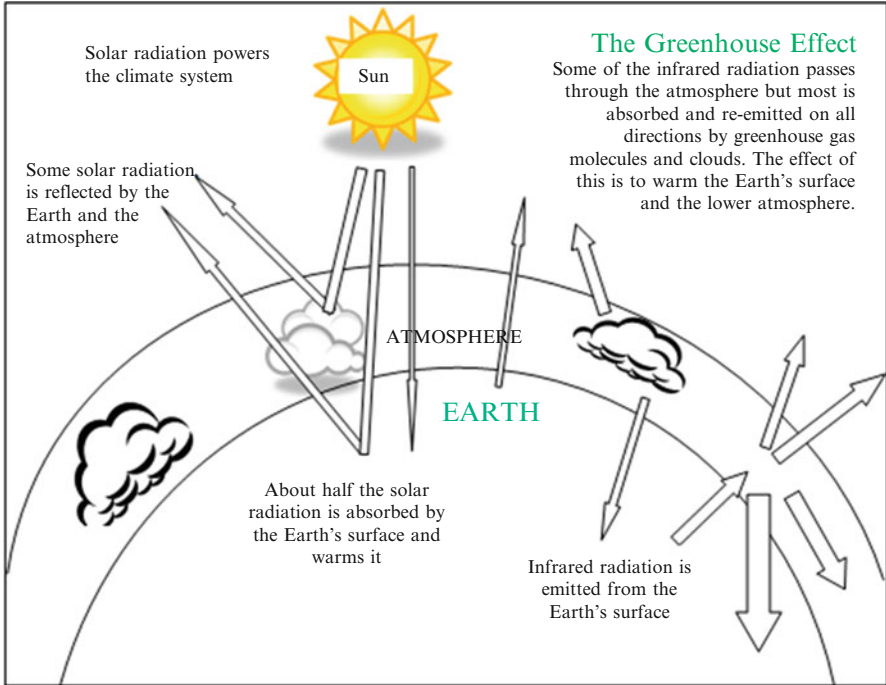 Solar radiation powers
the climate system
Sun
The Greenhouse Effect
Some of the infrared radiation passes
through the atmosphere but most is
absorbed and re-emitted on all
directions by greenhouse gas
molecules and clouds. The effect of
this is to warm the Earth's surface
and the lower atmosphere.
Some solar radiation
is reflected by the
Earth and the
atmosphere
ATMOSPHERE
EARTH
About half the solar
radiation is absorbed by
the Earth's surface and
warms it
Infrared radiation is
emitted from the
Earth's surface